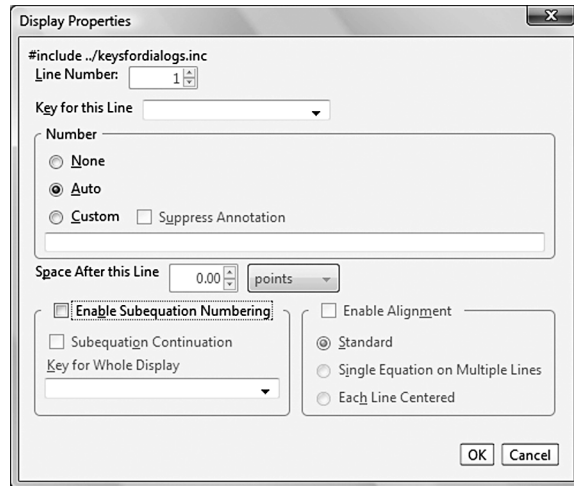 Display Properties
#include ../keysfordialogs.inc
Line Number: 1
Key for this Line
Number
None
Auto
Custom Suppress Annotation
Space After this Line 0.00 points
Enable Subequation Numbering
Subequation Continuation
Key for Whole Display
Enable Alignment
Standard
Single Equation on Multiple Lines
Each Line Centered
OK Cancel